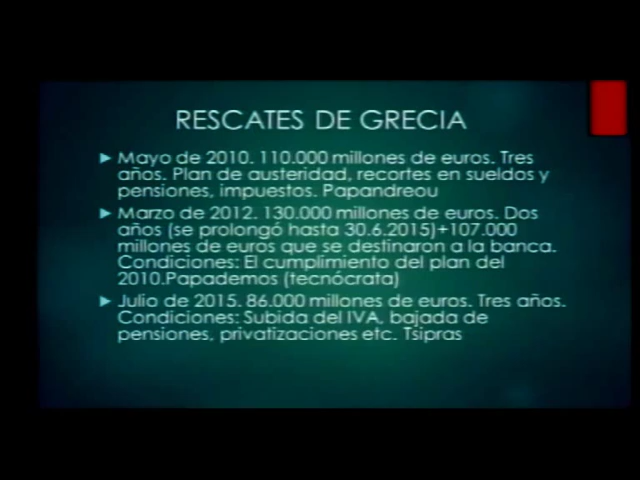 RESCATES DE GRECIA
Mayo de 2010. 110.000 millones de euros. Tres
años. Plan de austeridad, recortes en sueldos y
pensiones, impuestos. Papandreou
Marzo de 2012. 130.000 millones de euros. Dos
años (se prolongó hasta 30.6.2015)+107.000
millones de euros que se destinaron a la banca.
Condiciones: El cumplimiento del plan del
2010.Papademos (tecnócrata)
Julio de 2015. 86.000 millones de euros. Tres años.
Condiciones: Subida del IVA, bajada de
pensiones, privatizaciones etc. Tsipras